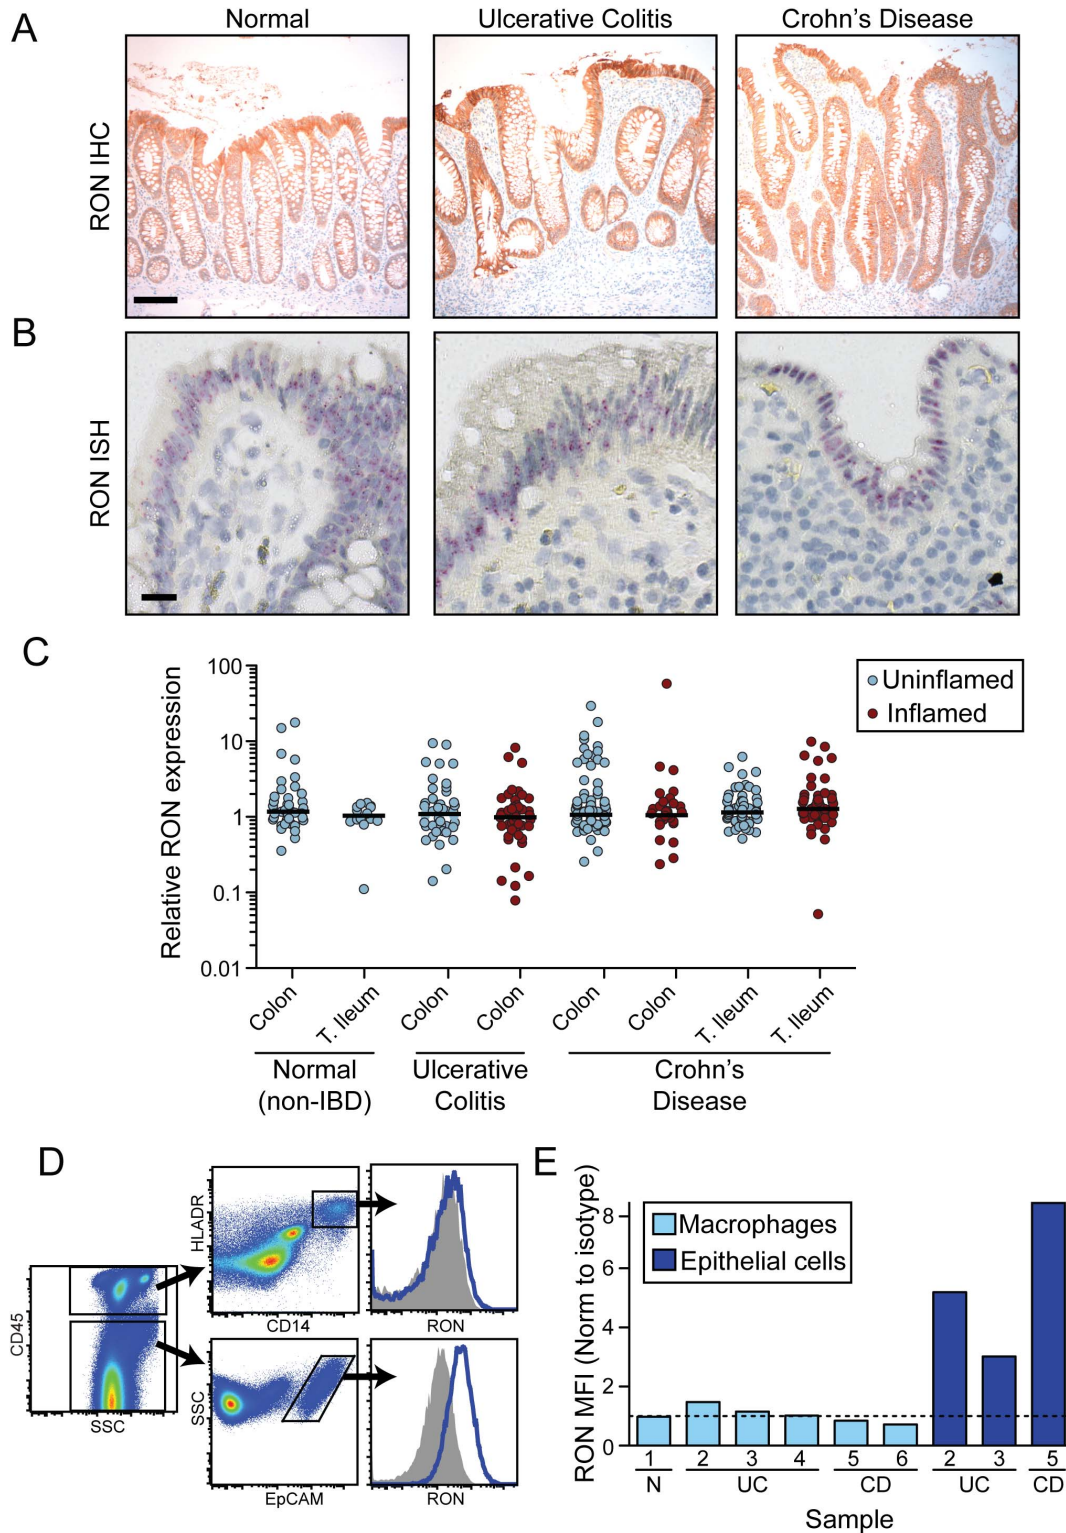 A
Normal
Ulcerative Colitis
Crohn's Disease
RON IHC
B
RON ISH
C
Relative RON expression
100
10
1
0.1
0.01
Uninflamed
Inflamed
Colon
T. Ileum
Colon
Colon
Colon
Colon
T. Ileum
T. Ileum
Normal
(non-IBD)
Ulcerative
Colitis
Crohn's
Disease
D
CD45
SSC
HLADR
CD14
RON
SSC
EpCAM
RON
E
RON MFI (Norm to isotype)
8
6
4
2
0
Macrophages
Epithelial cells
1 2 3 4 5 6 2 3 5
N UC CD UC CD
Sample